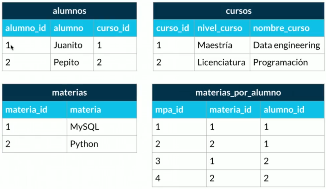 alumnos
alumno_id alumno curso_id
1 Juanito 1
2 Pepito 2
cursos
curso_id nivel_curso nombre_curso
1 Maestría Data engineering
2 Licenciatura Programación
materias
materia_id materia
1 MySQL
2 Python
materias_por_alumno
mpa_id materia_id alumno_id
1 1 1
2 2 1
3 1 2
4 2 2